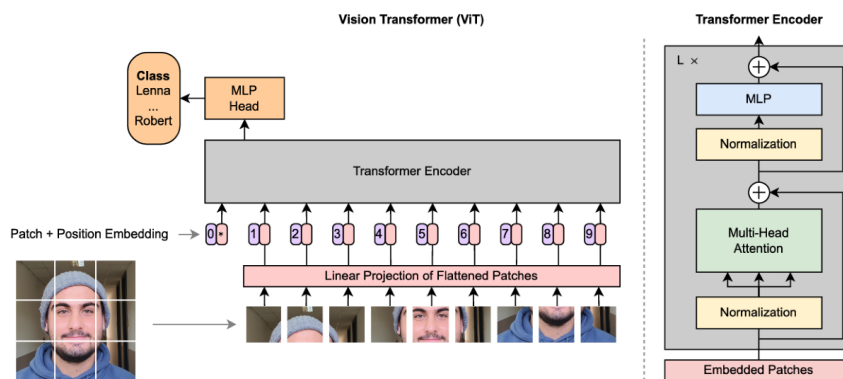 Vision Transformer (ViT)
Class
Lenna
...
Robert
MLP
Head
Transformer Encoder
Patch + Position Embedding
0 * 1 2 3 4 5 6 7 8 9
Linear Projection of Flattened Patches
Transformer Encoder
L ×
MLP
Normalization
Multi-Head
Attention
Normalization
Embedded Patches